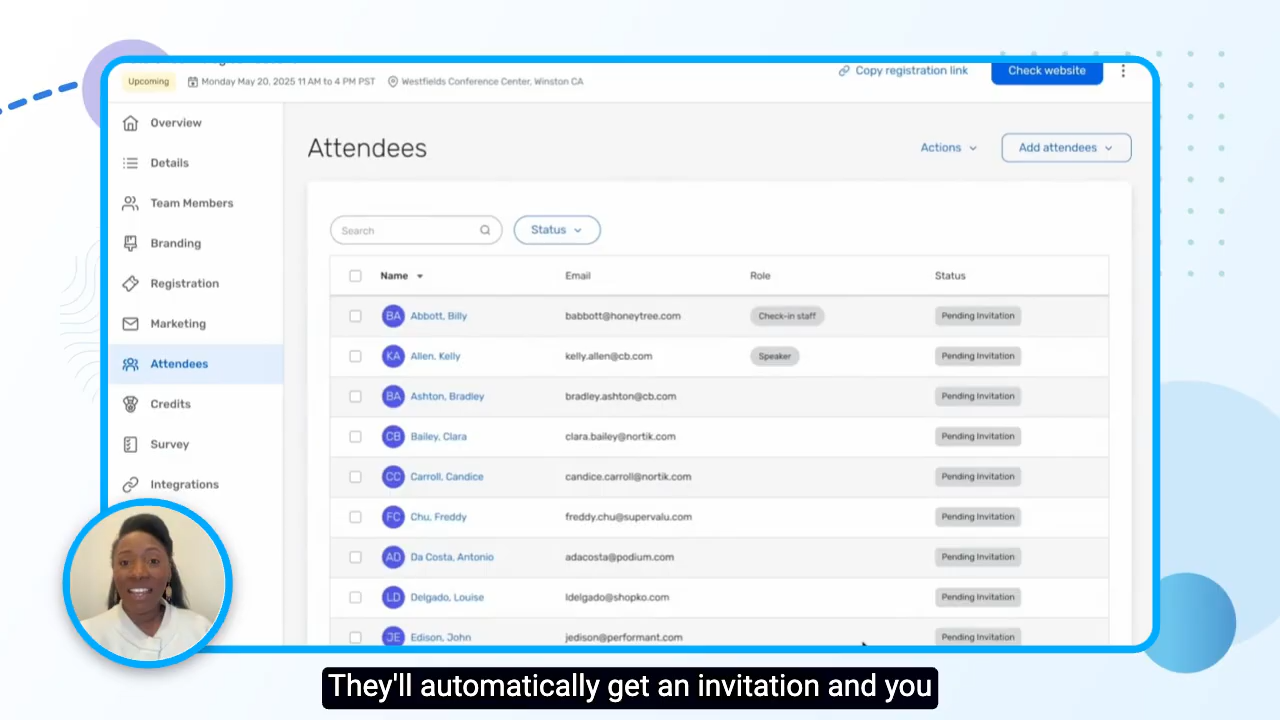 Upcoming Monday May 20, 2025 11 AM to 4 PM PST Westfields Conference Center, Winston CA
Copy registration link Check website
Overview
Details
Team Members
Branding
Registration
Marketing
Attendees
Credits
Survey
Integrations
Attendees
Actions Add attendees
Search Status
Name Email Role Status
BA Abbott, Billy babbott@honeytree.com Check-in staff Pending Invitation
KA Allen, Kelly kelly.allen@cb.com Speaker Pending Invitation
BA Ashton, Bradley bradley.ashton@cb.com Pending Invitation
CB Bailey, Clara clara.bailey@nortik.com Pending Invitation
CC Carroll, Candice candice.carroll@nortik.com Pending Invitation
FC Chu, Freddy freddy.chu@supervalu.com Pending Invitation
AD Da Costa, Antonio adacosta@podium.com Pending Invitation
LD Delgado, Louise ldelgado@shopko.com Pending Invitation
JE Edison, John jedison@performant.com Pending Invitation
They'll automatically get an invitation and you